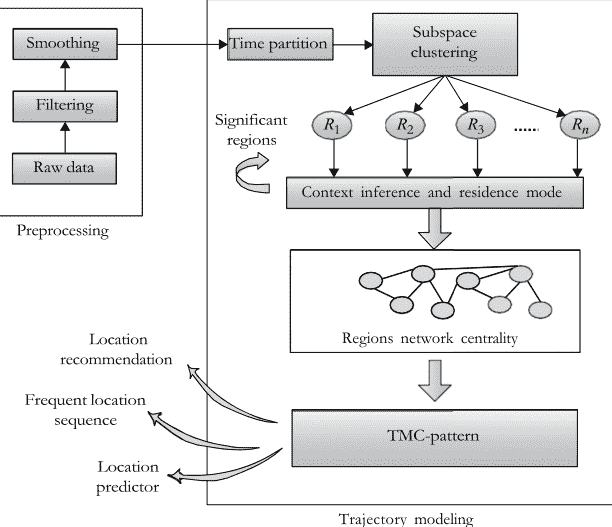 Smoothing
Filtering
Raw data
Preprocessing
Time partition
Subspace
clustering
Significant
regions
R1
R2
R3
......
Rn
Context inference and residence mode
Regions network centrality
TMC-pattern
Location
recommendation
Frequent location
sequence
Location
predictor
Trajectory modeling